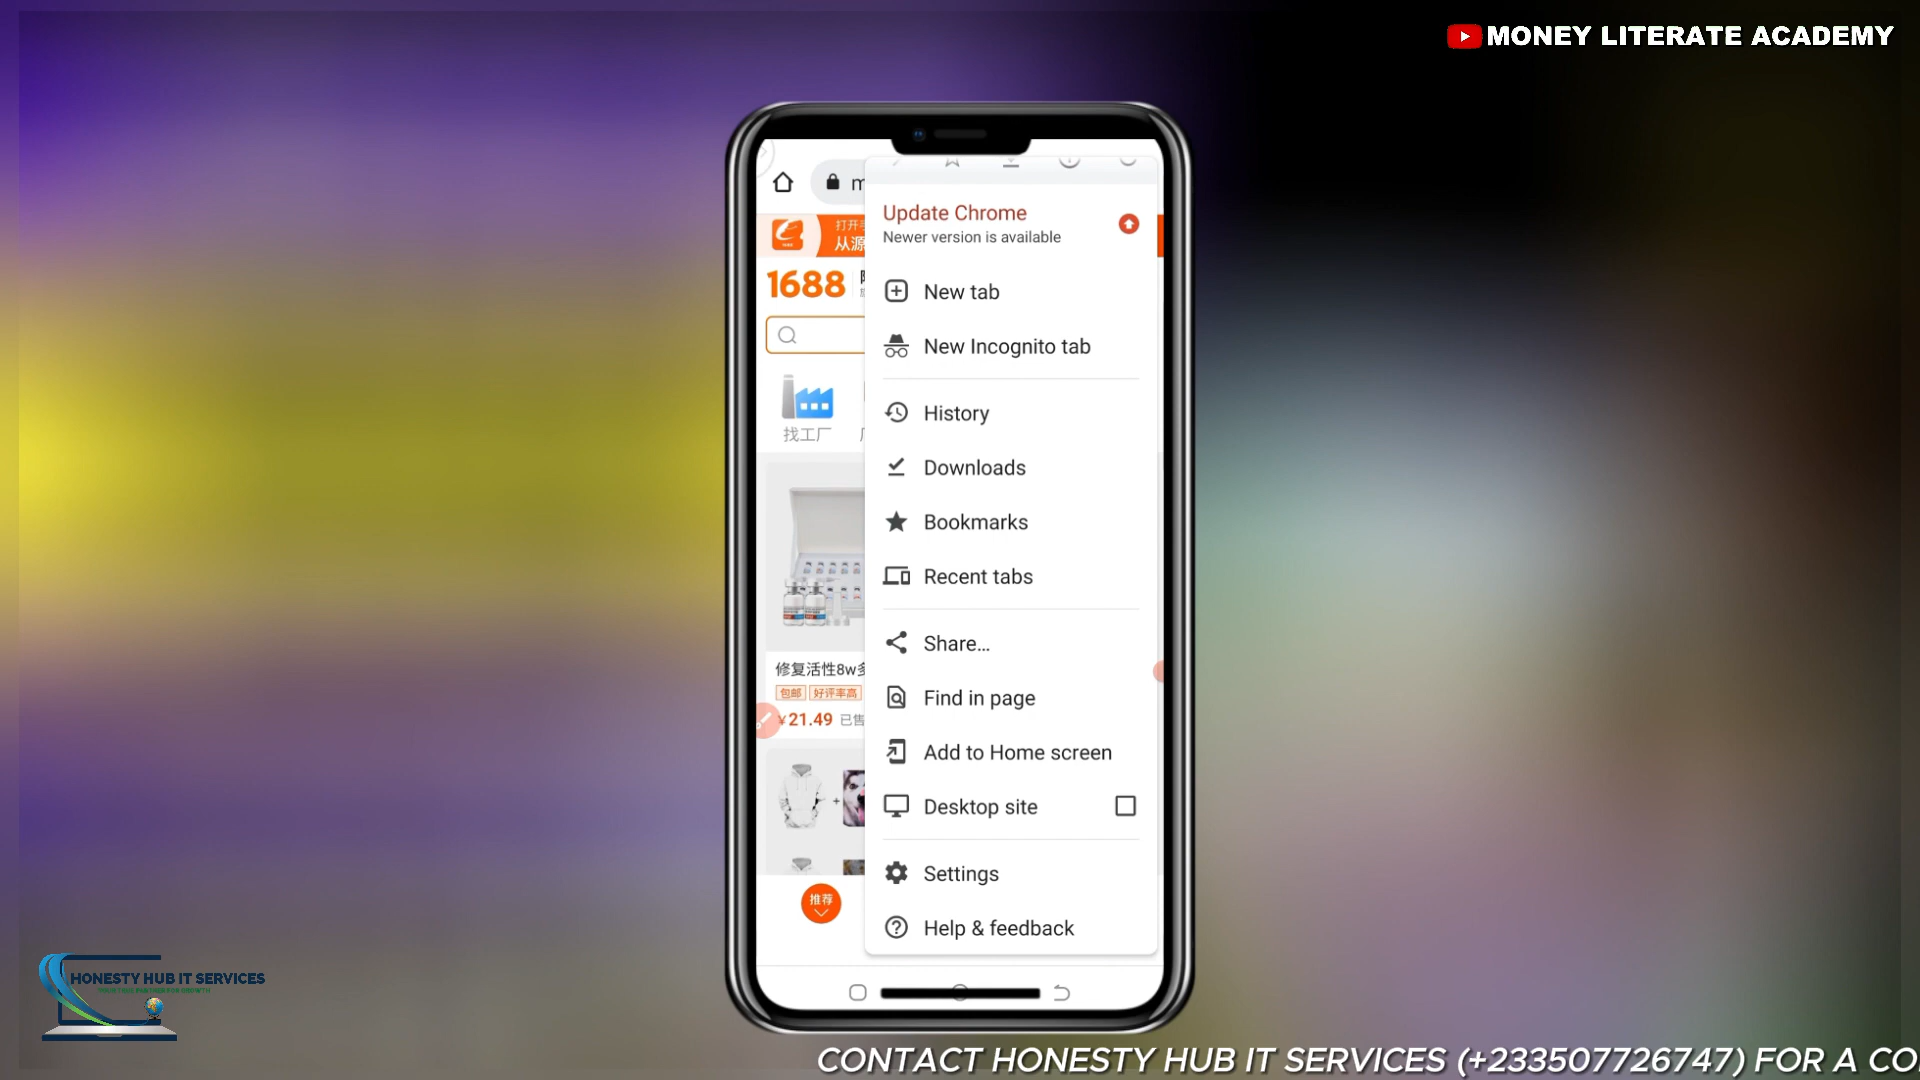 MONEY LITERATE ACADEMY
m
打开
从源
1688
Update Chrome
Newer version is available
New tab
New Incognito tab
找工厂
History
Downloads
Bookmarks
Recent tabs
修复活性8w多
包邮 好评率高
¥21.49 已售
Share...
Find in page
Add to Home screen
Desktop site
推荐
Settings
Help & feedback
HONESTY HUB IT SERVICES
CONTACT HONESTY HUB IT SERVICES (+233507726747) FOR A CO